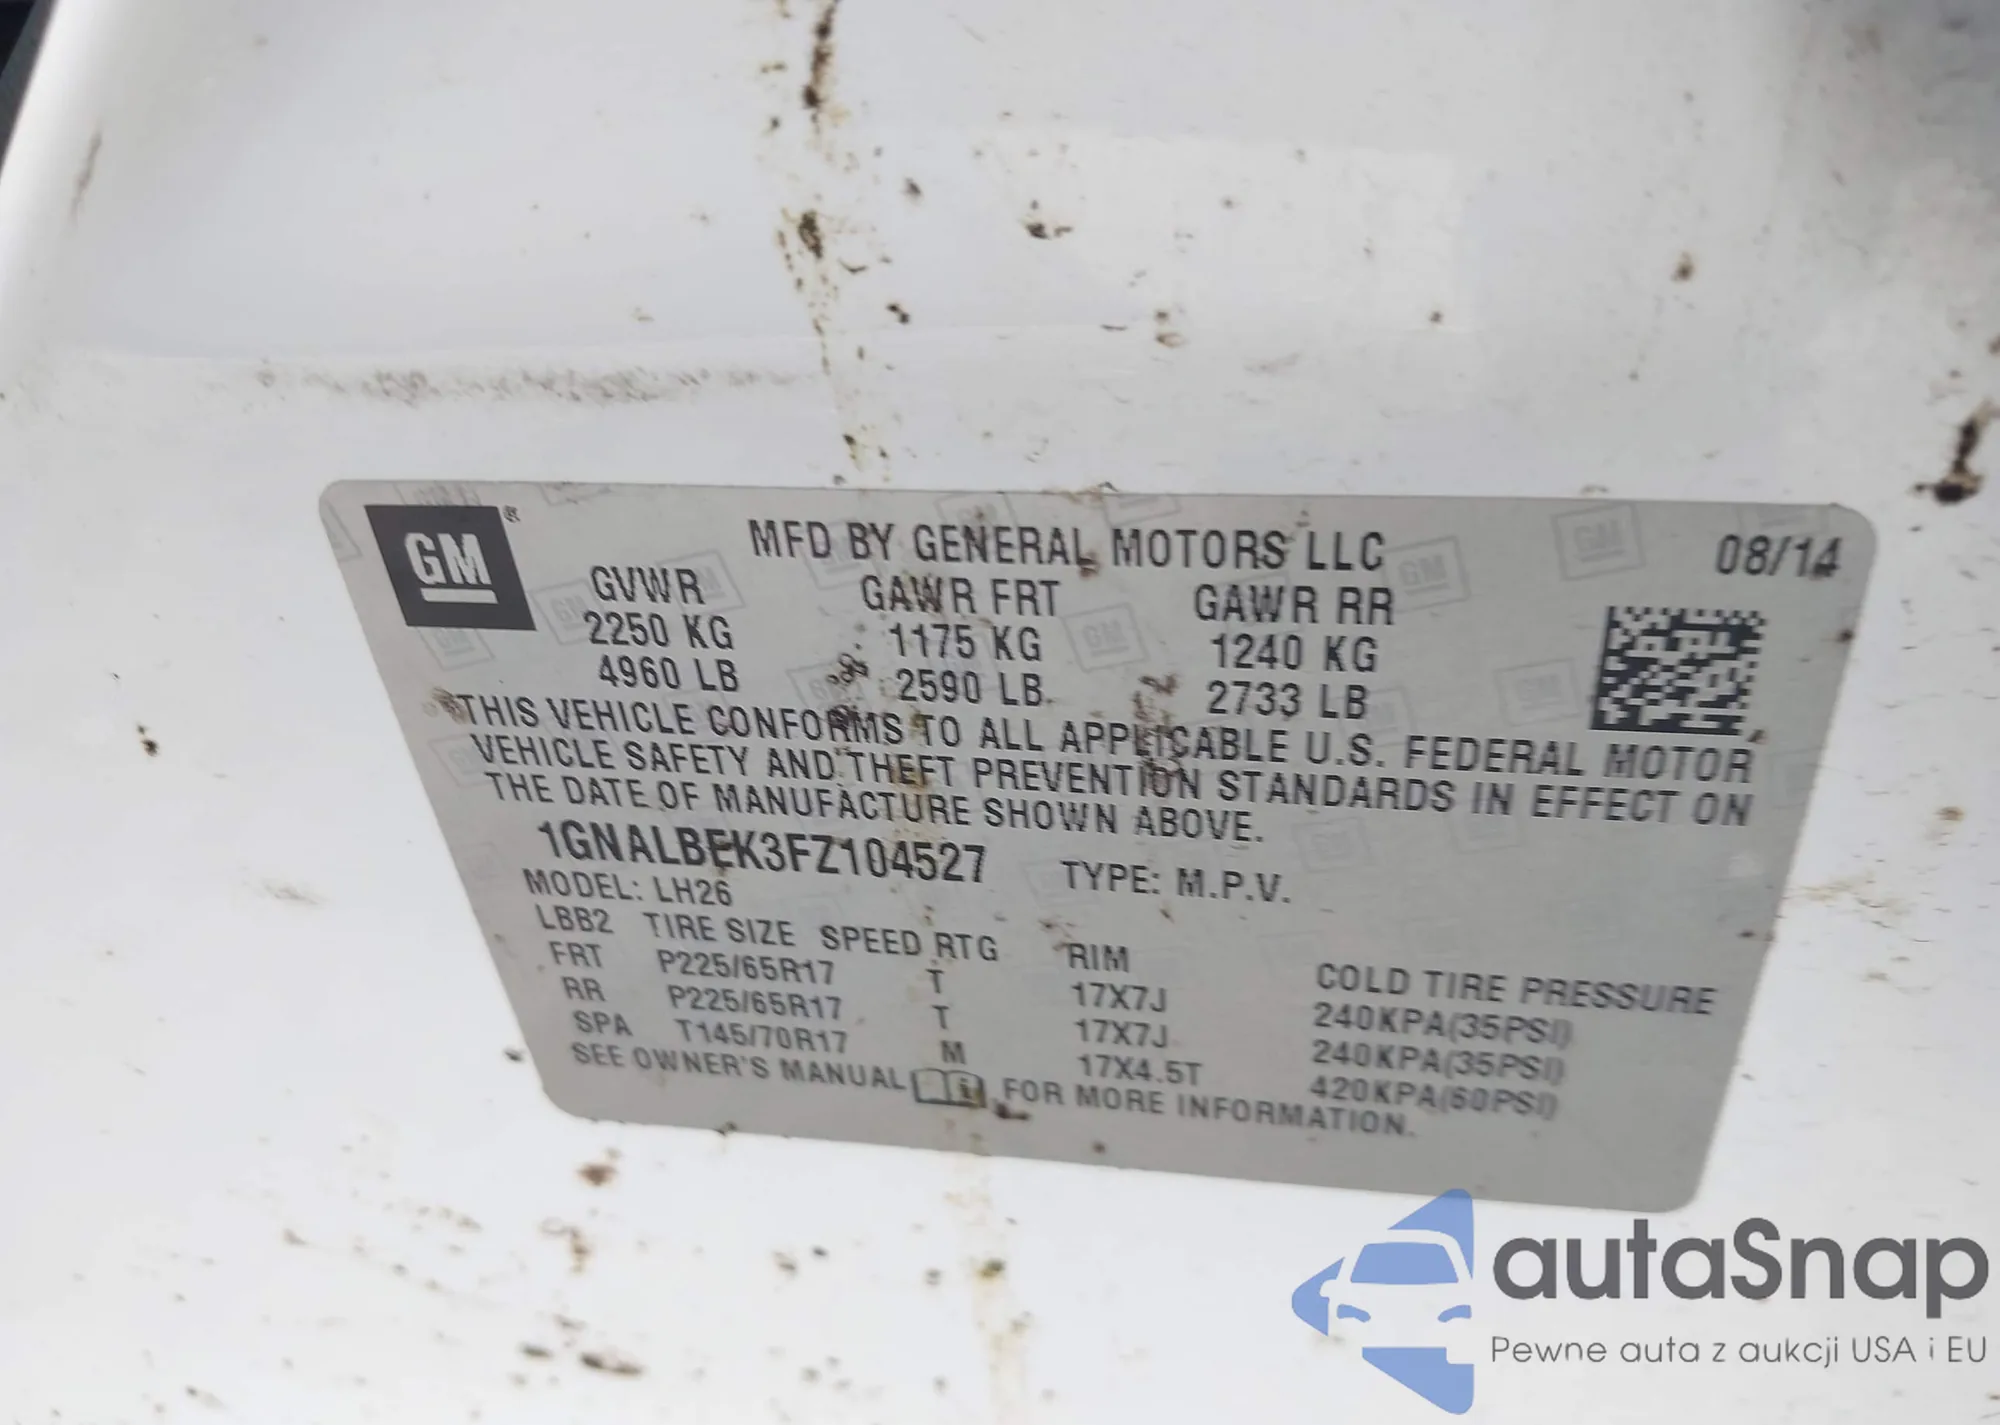 GM
MFD BY GENERAL MOTORS LLC 08/14
GVWR GAWR FRT GAWR RR
2250 KG 1175 KG 1240 KG
4960 LB 2590 LB 2733 LB
THIS VEHICLE CONFORMS TO ALL APPLICABLE U.S. FEDERAL MOTOR
VEHICLE SAFETY AND THEFT PREVENTION STANDARDS IN EFFECT ON
THE DATE OF MANUFACTURE SHOWN ABOVE.
1GNALBEK3FZ104527 TYPE: M.P.V.
MODEL: LH26
LBB2 TIRE SIZE SPEED RTG RIM COLD TIRE PRESSURE
FRT P225/65R17 T 17X7J 240KPA(35PSI)
RR P225/65R17 T 17X7J 240KPA(35PSI)
SPA T145/70R17 M 17X4.5T 420KPA(60PSI)
SEE OWNER'S MANUAL FOR MORE INFORMATION.
autaSnap
Pewne auta z aukcji USA i EU